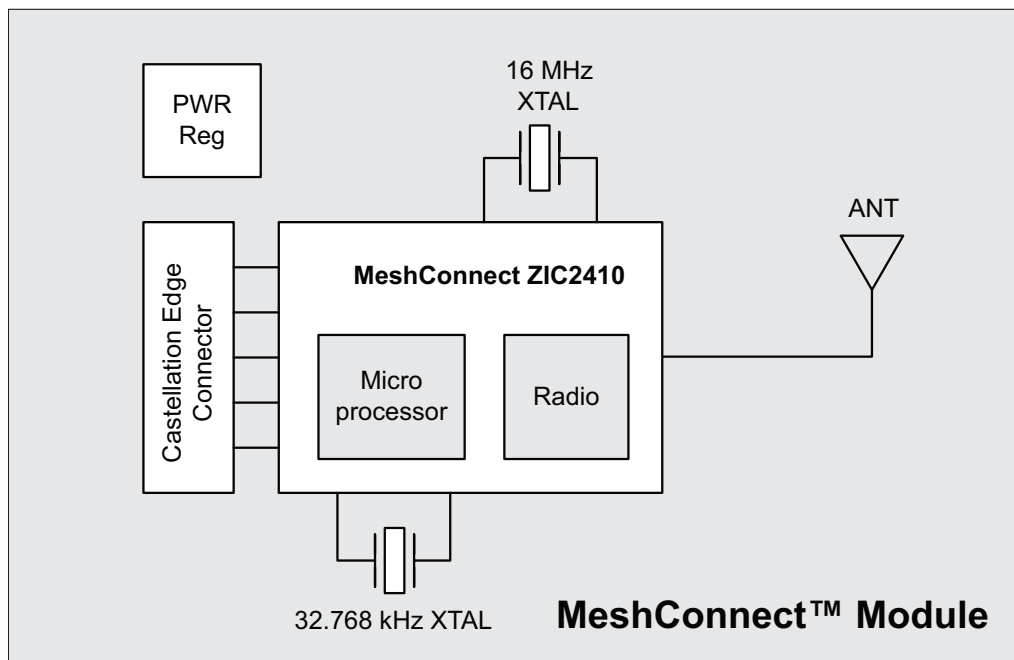 PWR
Reg
16 MHz
XTAL
ANT
Castellation Edge
Connector
MeshConnect ZIC2410
Micro
processor
Radio
32.768 kHz XTAL
MeshConnect™ Module